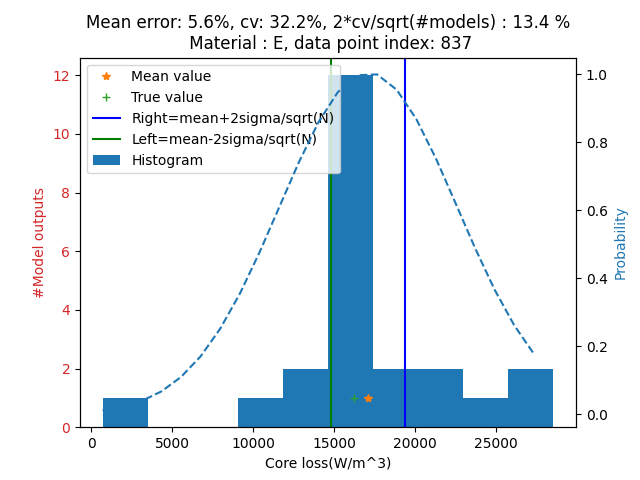 Mean error: 5.6%, cv: 32.2%, 2*cv/sqrt(#models) : 13.4 %
Material : E, data point index: 837
Mean value
True value
Right=mean+2sigma/sqrt(N)
Left=mean-2sigma/sqrt(N)
Histogram
#Model outputs
12
10
8
6
4
2
0
1.0
0.8
0.6
0.4
0.2
0.0
Probability
0
5000
10000
15000
20000
25000
Core loss(W/m^3)